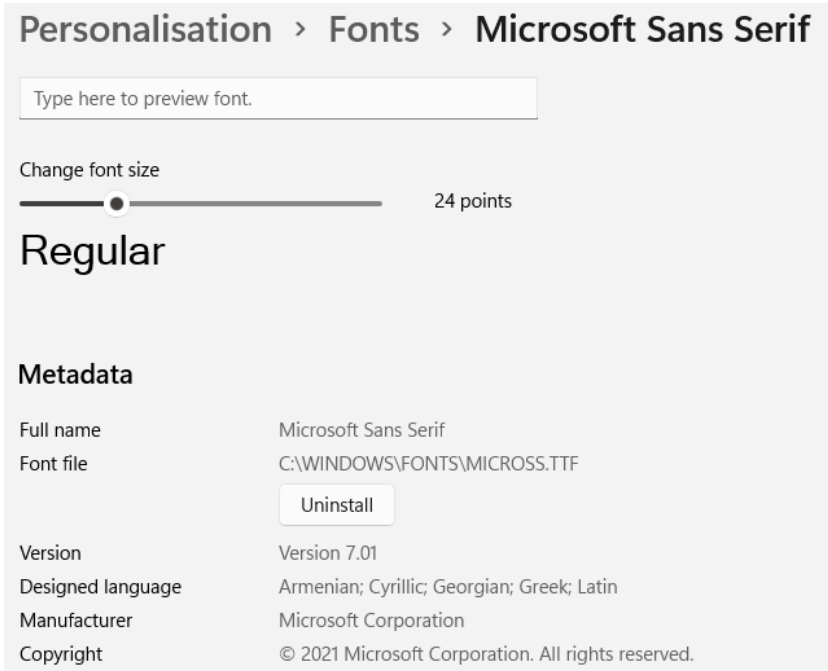 Personalisation > Fonts > Microsoft Sans Serif
Type here to preview font.
Change font size
24 points
Regular
Metadata
Full name Microsoft Sans Serif
Font file C:\WINDOWS\FONTS\MICROSS.TTF
Uninstall
Version Version 7.01
Designed language Armenian; Cyrillic; Georgian; Greek; Latin
Manufacturer Microsoft Corporation
Copyright © 2021 Microsoft Corporation. All rights reserved.